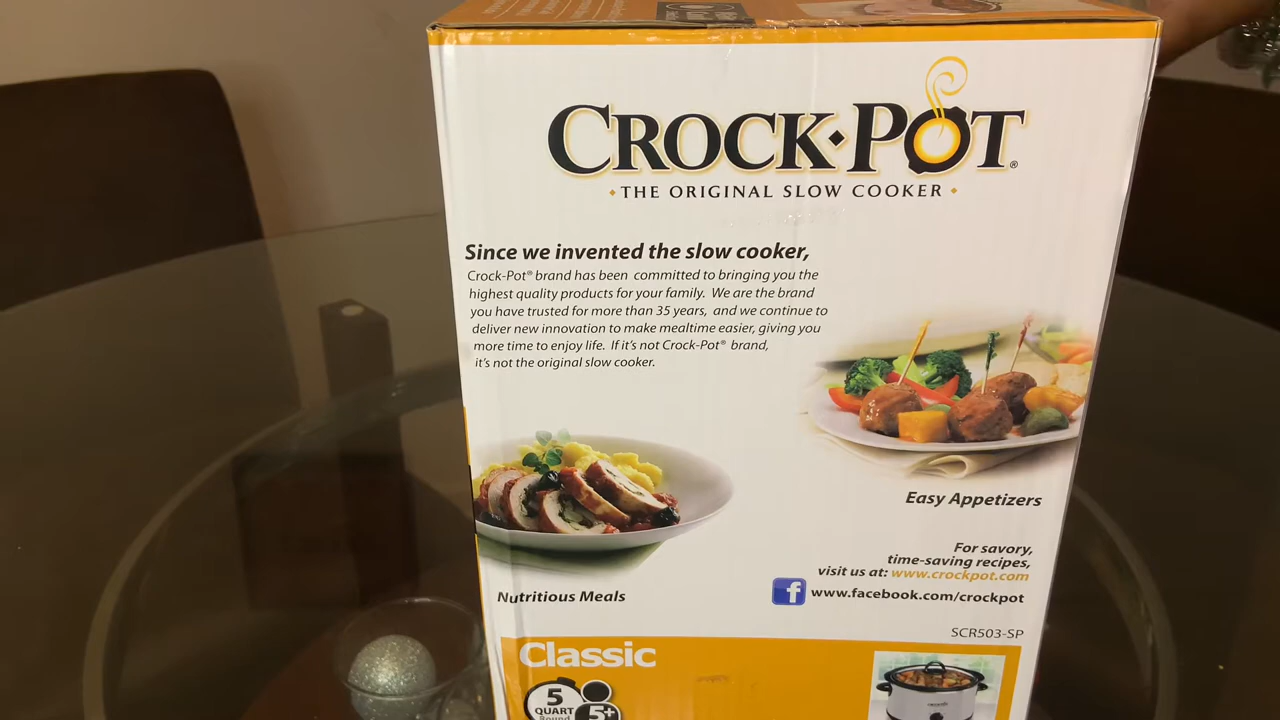 CROCK·POT®
·THE ORIGINAL SLOW COOKER·
Since we invented the slow cooker,
Crock-Pot® brand has been committed to bringing you the
highest quality products for your family. We are the brand
you have trusted for more than 35 years, and we continue to
deliver new innovation to make mealtime easier, giving you
more time to enjoy life. If it's not Crock-Pot® brand,
it's not the original slow cooker.
Easy Appetizers
Nutritious Meals
For savory,
time-saving recipes,
visit us at: www.crockpot.com
f www.facebook.com/crockpot
SCR503-SP
Classic
5
QUART
Round
5+